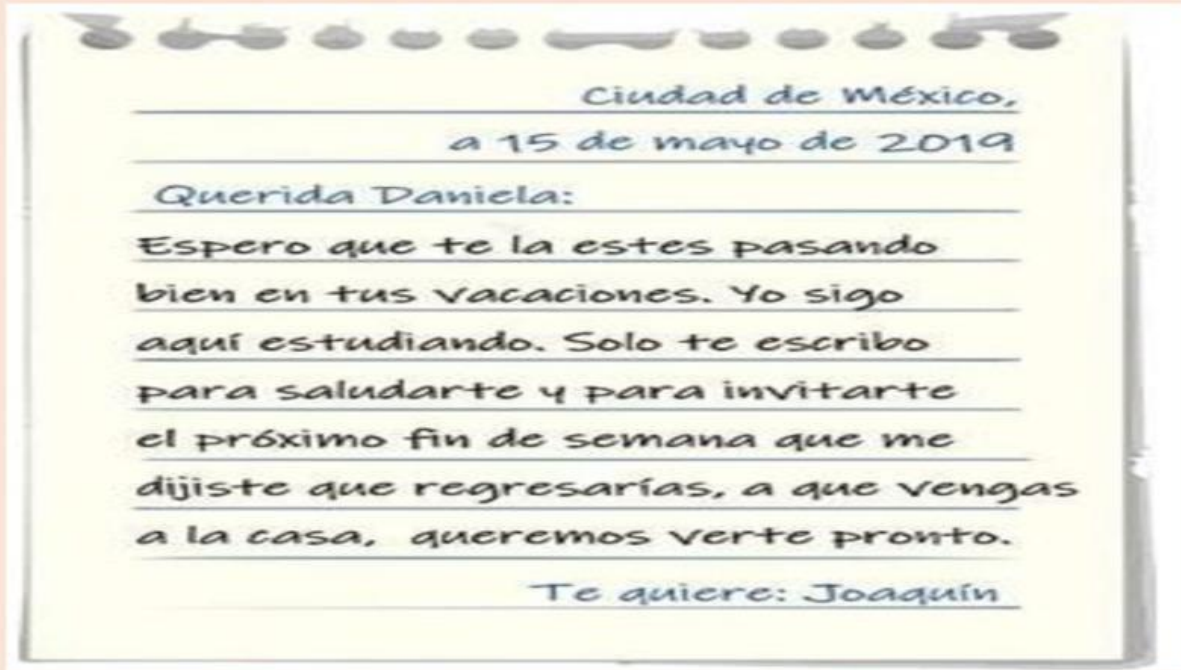 Ciudad de México,
a 15 de mayo de 2019
Querida Daniela:
Espero que te la estes pasando
bien en tus vacaciones. Yo sigo
aquí estudiando. Solo te escribo
para saludarte y para invitarte
el próximo fin de semana que me
dijiste que regresarías, a que vengas
a la casa, queremos verte pronto.
Te quiere: Joaquín